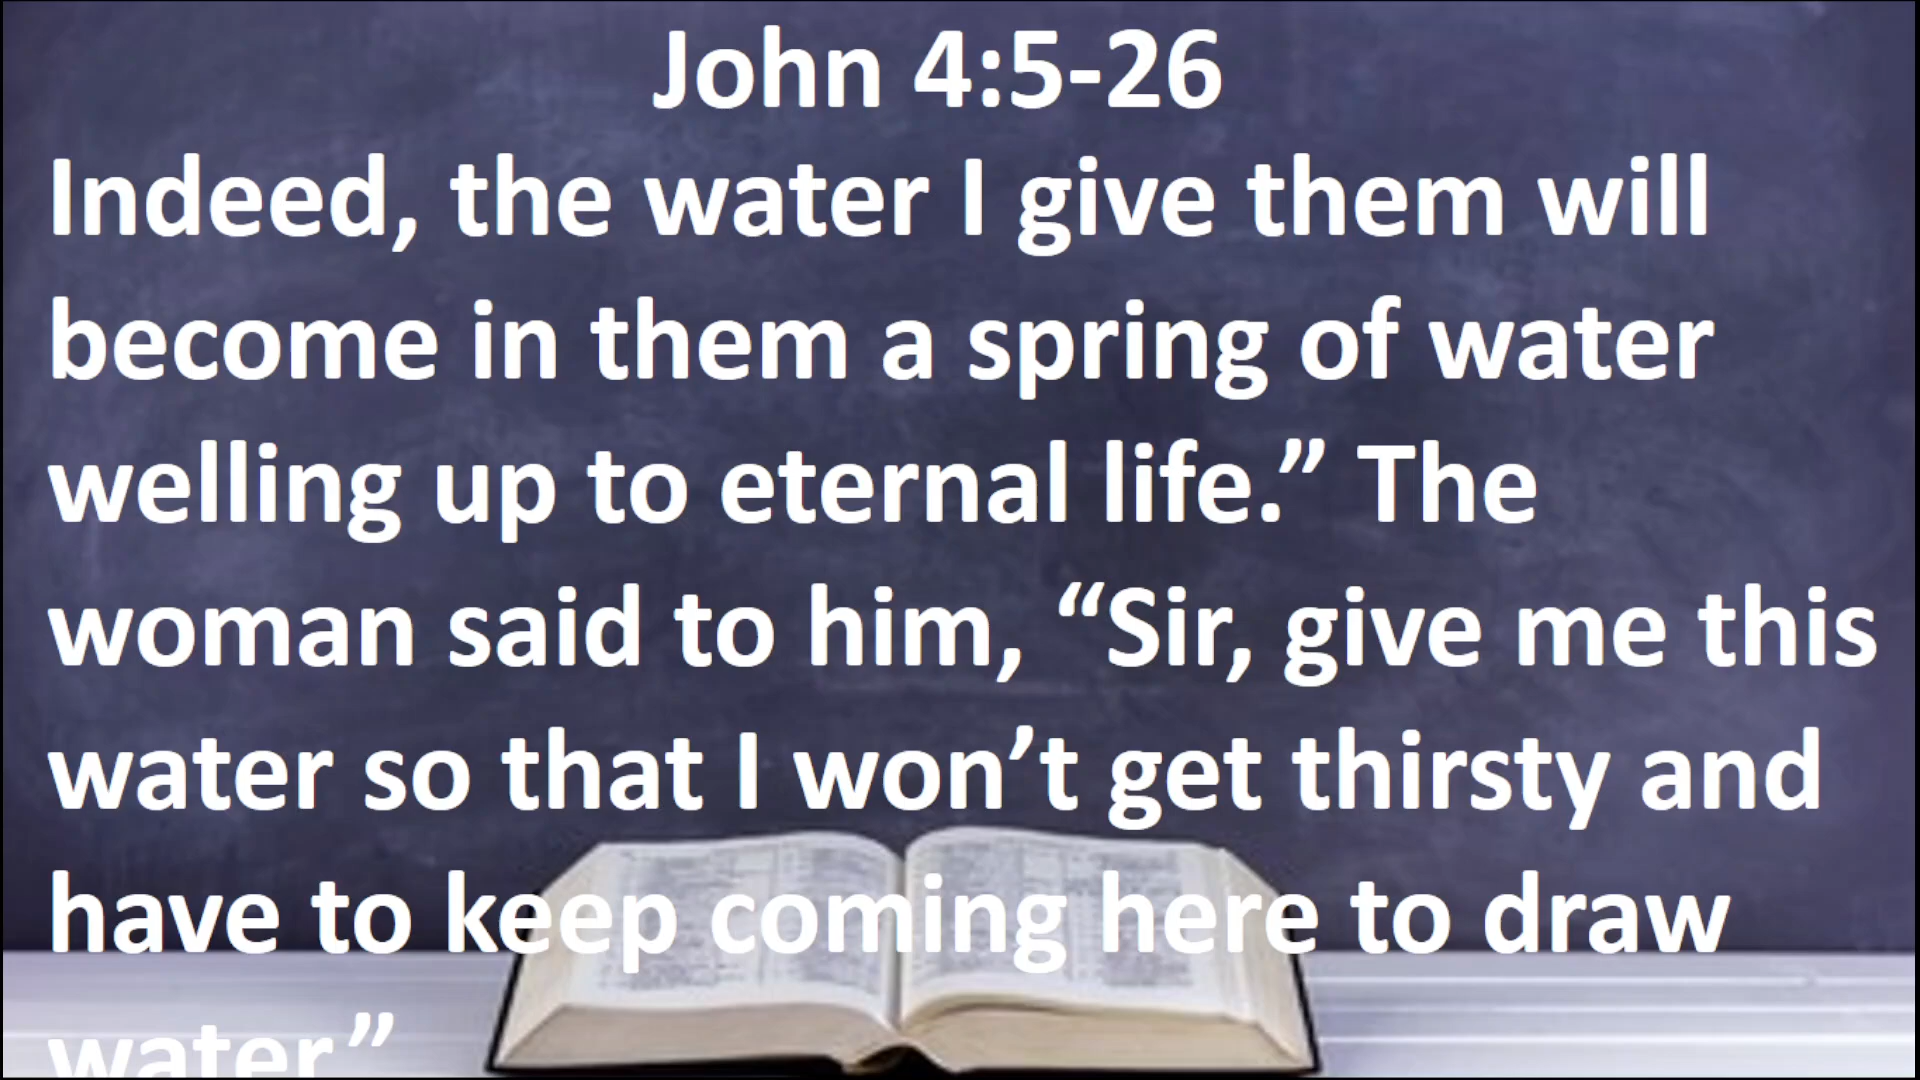 John 4:5-26
Indeed, the water I give them will
become in them a spring of water
welling up to eternal life.” The
woman said to him, “Sir, give me this
water so that I won’t get thirsty and
have to keep coming here to draw
water”